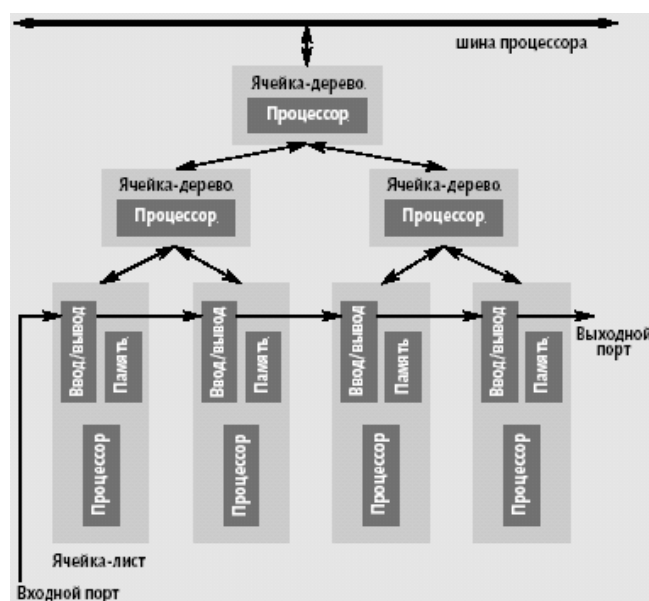 шина процессора
Ячейка-дерево.
Процессор.
Ячейка-дерево.
Процессор.
Ячейка-дерево.
Процессор.
Ввод/вывод
Память.
Процессор
Ввод/вывод
Память.
Процессор
Ввод/вывод
Память.
Процессор
Ввод/вывод
Память.
Процессор
Выходной
порт
Ячейка-лист
Входной порт